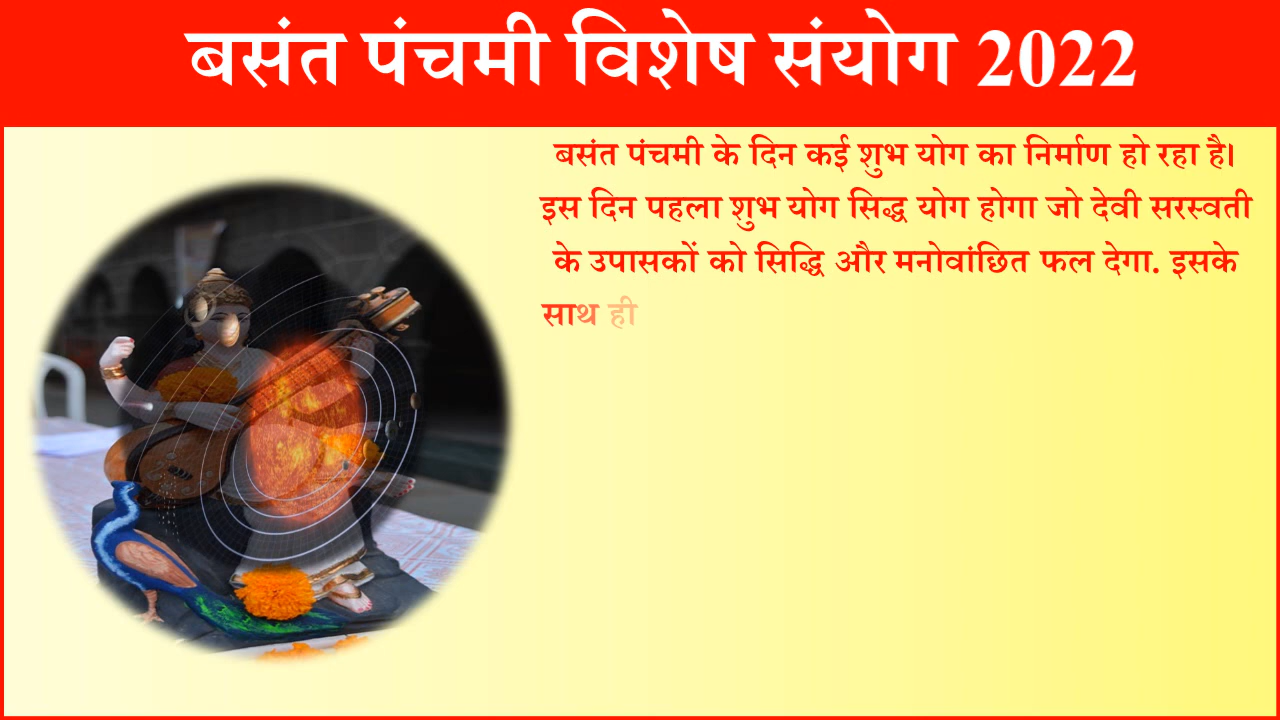 बसंत पंचमी विशेष संयोग 2022
बसंत पंचमी के दिन कई शुभ योग का निर्माण हो रहा है।
इस दिन पहला शुभ योग सिद्ध योग होगा जो देवी सरस्वती
के उपासकों को सिद्धि और मनोवांछित फल देगा. इसके
साथ ही